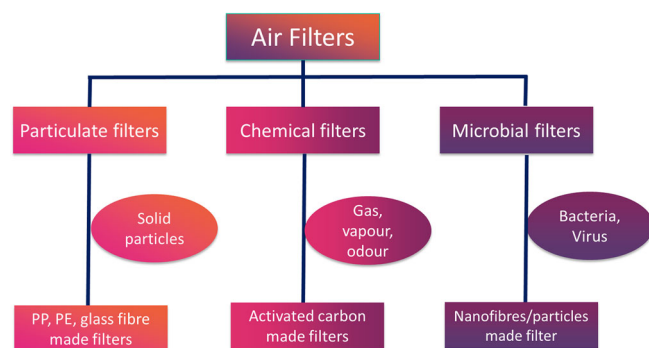 Air Filters
Particulate filters
Chemical filters
Microbial filters
Solid
particles
Gas,
vapour,
odour
Bacteria,
Virus
PP, PE, glass fibre
made filters
Activated carbon
made filters
Nanofibres/particles
made filter